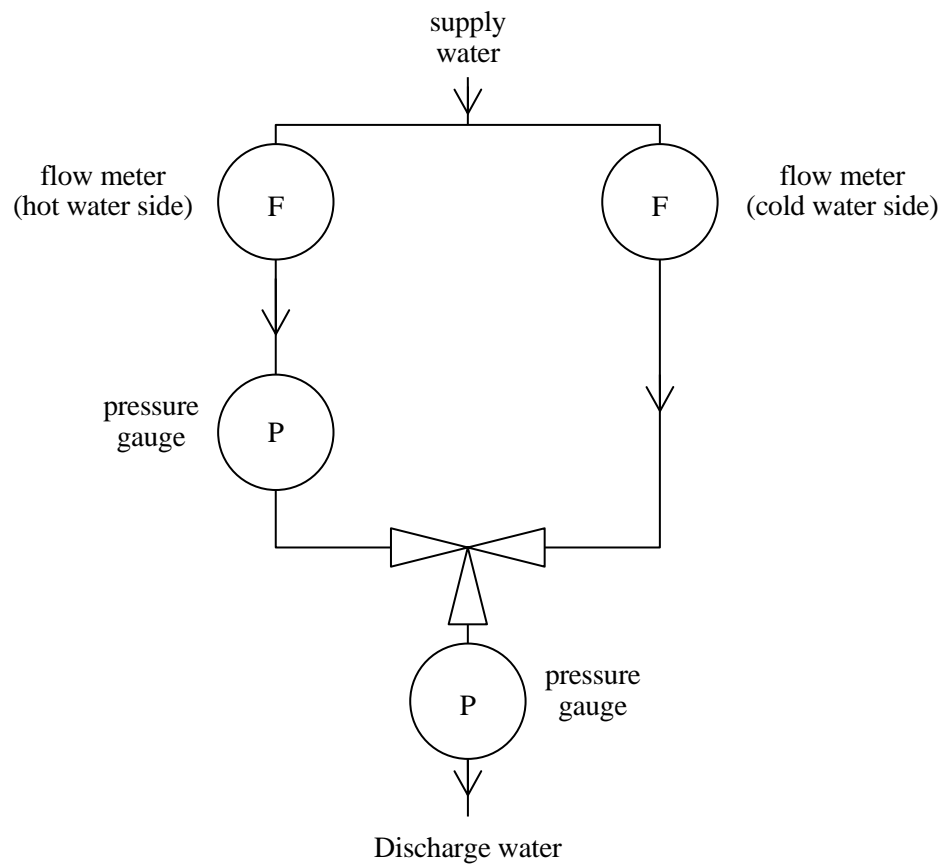 supply
water
flow meter
(hot water side)
F
F
flow meter
(cold water side)
pressure
gauge
P
P
pressure
gauge
Discharge water